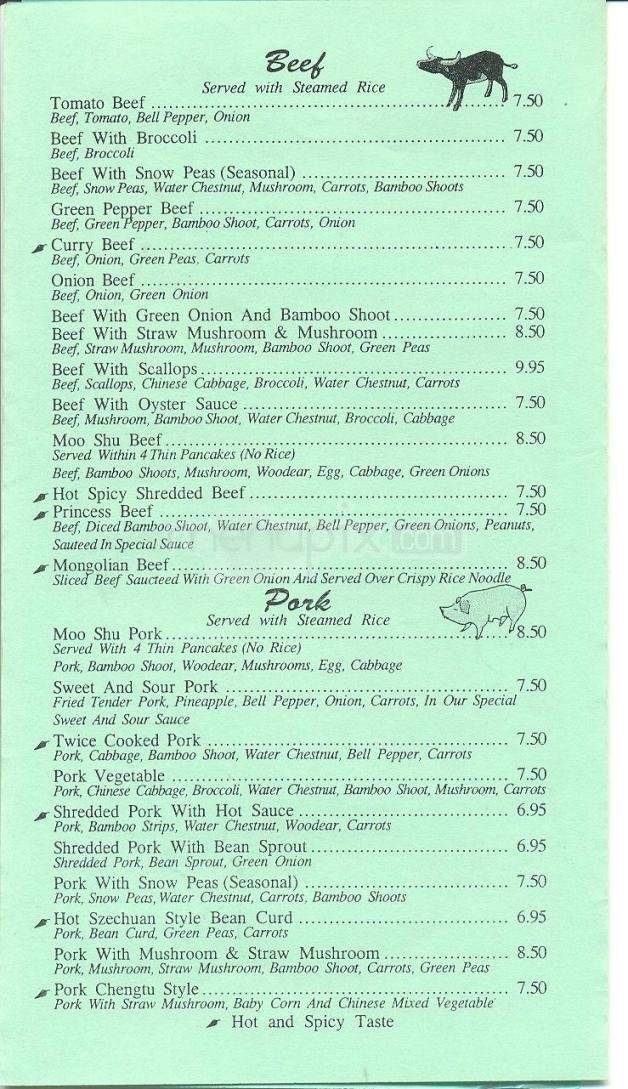 Beef
Served with Steamed Rice
Tomato Beef ........ 7.50
Beef, Tomato, Bell Pepper, Onion
Beef With Broccoli ........ 7.50
Beef, Broccoli
Beef With Snow Peas (Seasonal) ........ 7.50
Beef, Snow Peas, Water Chestnut, Mushroom, Carrots, Bamboo Shoots
Green Pepper Beef ........ 7.50
Beef, Green Pepper, Bamboo Shoot, Carrots, Onion
Curry Beef ........ 7.50
Beef, Onion, Green Peas, Carrots
Onion Beef ........ 7.50
Beef, Onion, Green Onion
Beef With Green Onion And Bamboo Shoot ........ 7.50
Beef With Straw Mushroom & Mushroom ........ 8.50
Beef, Straw Mushroom, Mushroom, Bamboo Shoot, Green Peas
Beef With Scallops ........ 9.95
Beef, Scallops, Chinese Cabbage, Broccoli, Water Chestnut, Carrots
Beef With Oyster Sauce ........ 7.50
Beef, Mushroom, Bamboo Shoot, Water Chestnut, Broccoli, Cabbage
Moo Shu Beef ........ 8.50
Served Within 4 Thin Pancakes (No Rice)
Beef, Bamboo Shoots, Mushroom, Woodear, Egg, Cabbage, Green Onions
Hot Spicy Shredded Beef ........ 7.50
Princess Beef ........ 7.50
Beef, Diced Bamboo Shoot, Water Chestnut, Bell Pepper, Green Onions, Peanuts,
Sauteed In Special Sauce
Mongolian Beef ........ 8.50
Sliced Beef Saucteed With Green Onion And Served Over Crispy Rice Noodle
Pork
Served with Steamed Rice
Moo Shu Pork ........ 8.50
Served With 4 Thin Pancakes (No Rice)
Pork, Bamboo Shoot, Woodear, Mushrooms, Egg, Cabbage
Sweet And Sour Pork ........ 7.50
Fried Tender Pork, Pineapple, Bell Pepper, Onion, Carrots, In Our Special
Sweet And Sour Sauce
Twice Cooked Pork ........ 7.50
Pork, Cabbage, Bamboo Shoot, Water Chestnut, Bell Pepper, Carrots
Pork Vegetable ........ 7.50
Pork, Chinese Cabbage, Broccoli, Water Chestnut, Bamboo Shoot, Mushroom, Carrots
Shredded Pork With Hot Sauce ........ 6.95
Pork, Bamboo Strips, Water Chestnut, Woodear, Carrots
Shredded Pork With Bean Sprout ........ 6.95
Shredded Pork, Bean Sprout, Green Onion
Pork With Snow Peas (Seasonal) ........ 7.50
Pork, Snow Peas, Water Chestnut, Carrots, Bamboo Shoots
Hot Szechuan Style Bean Curd ........ 6.95
Pork, Bean Curd, Green Peas, Carrots
Pork With Mushroom & Straw Mushroom ........ 8.50
Pork, Mushroom, Straw Mushroom, Bamboo Shoot, Carrots, Green Peas
Pork Chengtu Style ........ 7.50
Pork With Straw Mushroom, Baby Corn And Chinese Mixed Vegetable
Hot and Spicy Taste